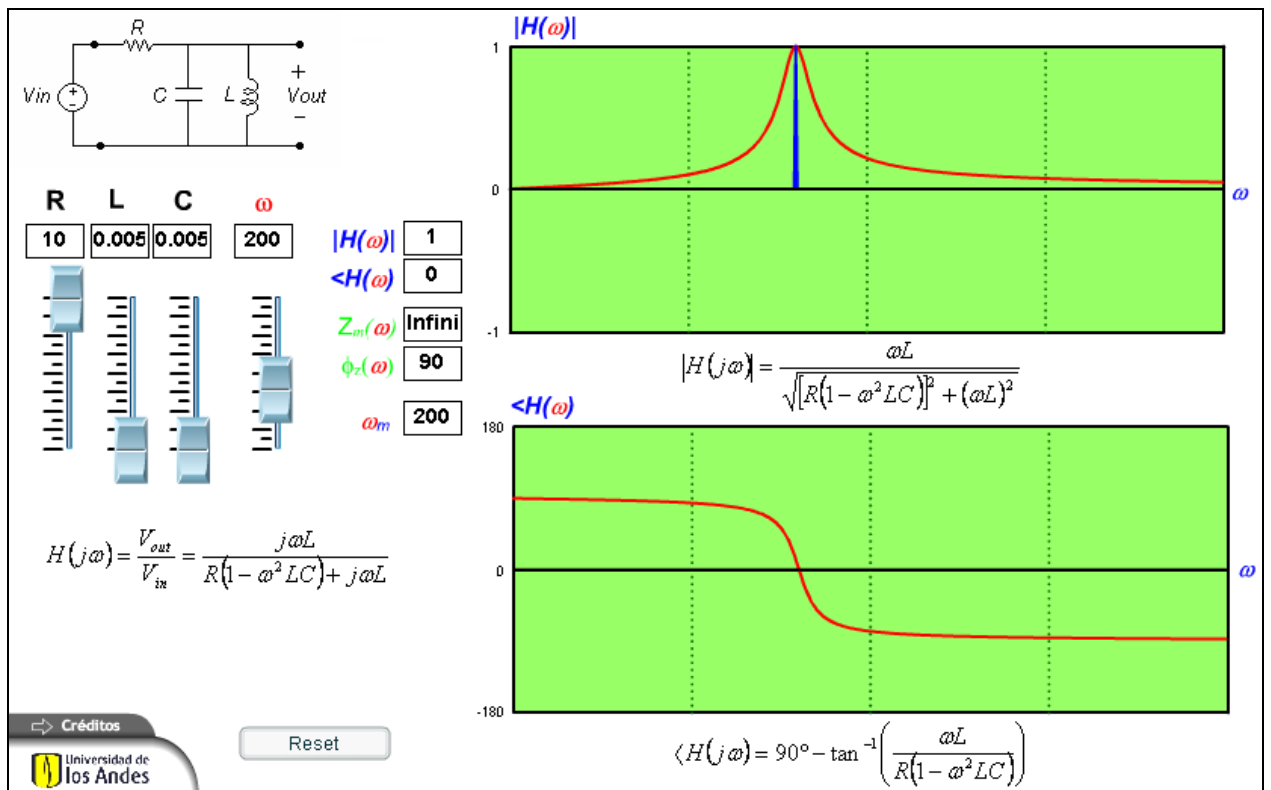 R
Vin
C
L
+
Vout
−
R L C ω
10 0.005 0.005 200
|H(ω)| 1
<H(ω) 0
Zm(ω) Infini
ϕz(ω) 90
ωm 200
H(jω) = Vout / Vin = jωL / R(1 − ω²LC) + jωL
|H(ω)|
1
0
-1
ω
|H(jω)| = ωL / √[R(1 − ω²LC)]² + (ωL)²
<H(ω)
180
0
-180
ω
⟨H(jω) = 90° − tan⁻¹(ωL / R(1 − ω²LC))
Créditos
Universidad de
los Andes
Reset